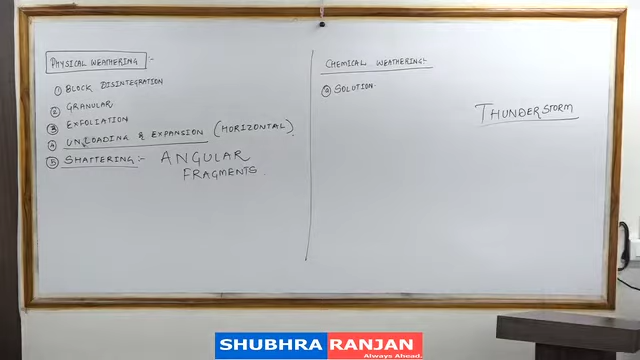 PHYSICAL WEATHERING :-
① BLOCK DISINTEGRATION
② GRANULAR
③ EXFOLIATION
④ UNLOADING & EXPANSION (HORIZONTAL).
⑤ SHATTERING :- ANGULAR
FRAGMENTS.
CHEMICAL WEATHERING:-
ⓐ SOLUTION-
THUNDERSTORM
SHUBHRA RANJAN
Always Ahead.